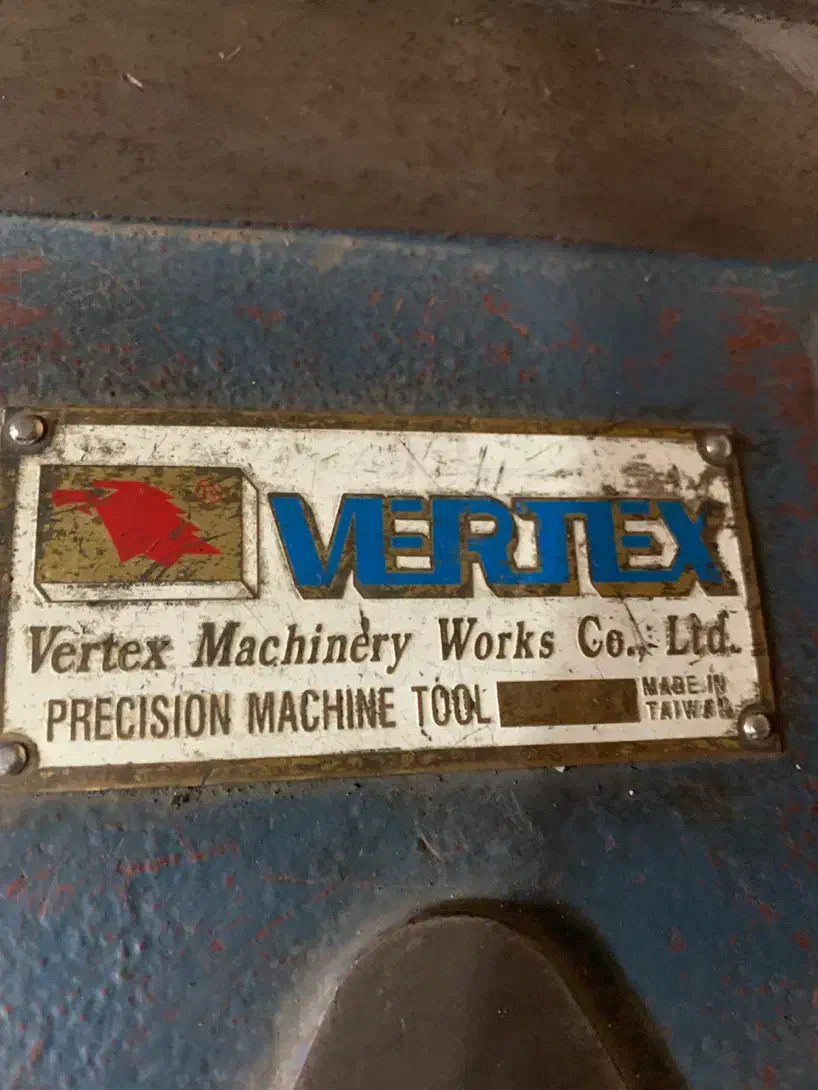 VERTEX
Vertex Machinery Works Co., Ltd.
PRECISION MACHINE TOOL
MADE IN
TAIWAN